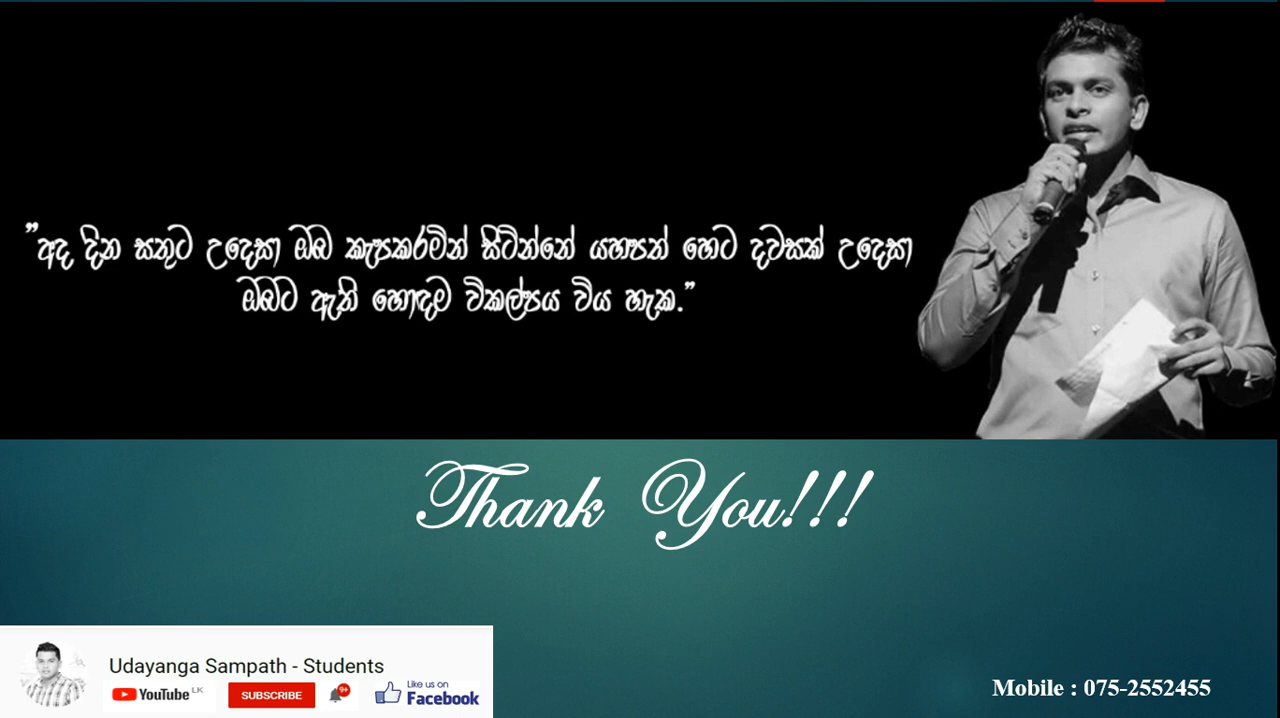 "අද දින සතුට උදෙසා ඔබ කැපකරමින් සිටින්නේ යහපත් හෙට දවසක් උදෙසා
ඔබට ඇති හොඳම විකල්පය විය හැක."
Thank You!!!
Udayanga Sampath - Students
YouTube LK SUBSCRIBE 9+ Like us on Facebook
Mobile : 075-2552455